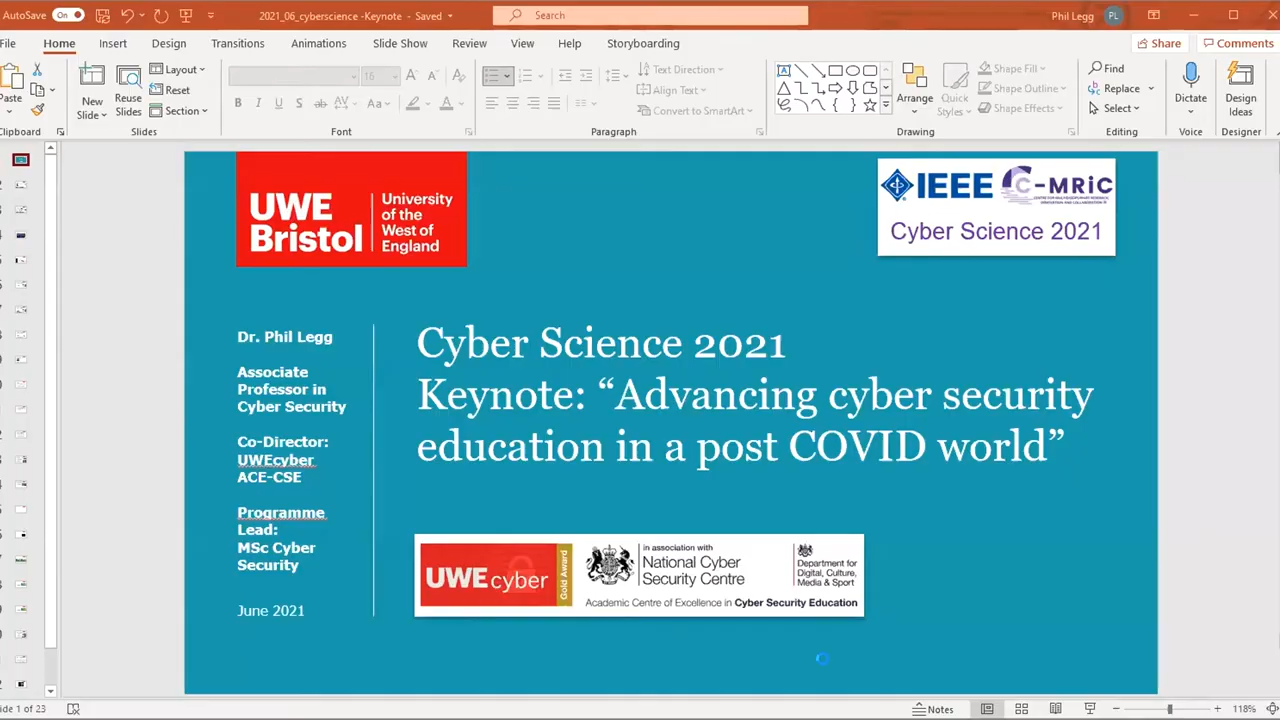 AutoSave On 2021_06_cyberscience -Keynote - Saved Search Phil Legg PL
File Home Insert Design Transitions Animations Slide Show Review View Help Storyboarding Share Comments
Paste
New Slide
Reuse Slides
Layout
Reset
Section
16
Text Direction
Align Text
Convert to SmartArt
Arrange
Quick Styles
Shape Fill
Shape Outline
Shape Effects
Find
Replace
Select
Dictate
Design Ideas
Clipboard Slides Font Paragraph Drawing Editing Voice Designer
UWE Bristol
University
of the
West of
England
IEEE C-MRiC
Cyber Science 2021
Dr. Phil Legg
Associate
Professor in
Cyber Security
Co-Director:
UWEcyber
ACE-CSE
Programme
Lead:
MSc Cyber
Security
June 2021
Cyber Science 2021
Keynote: “Advancing cyber security
education in a post COVID world”
UWEcyber
Gold Award
in association with
National Cyber
Security Centre
Department for
Digital, Culture,
Media & Sport
Academic Centre of Excellence in Cyber Security Education
Slide 1 of 23 Notes 118%